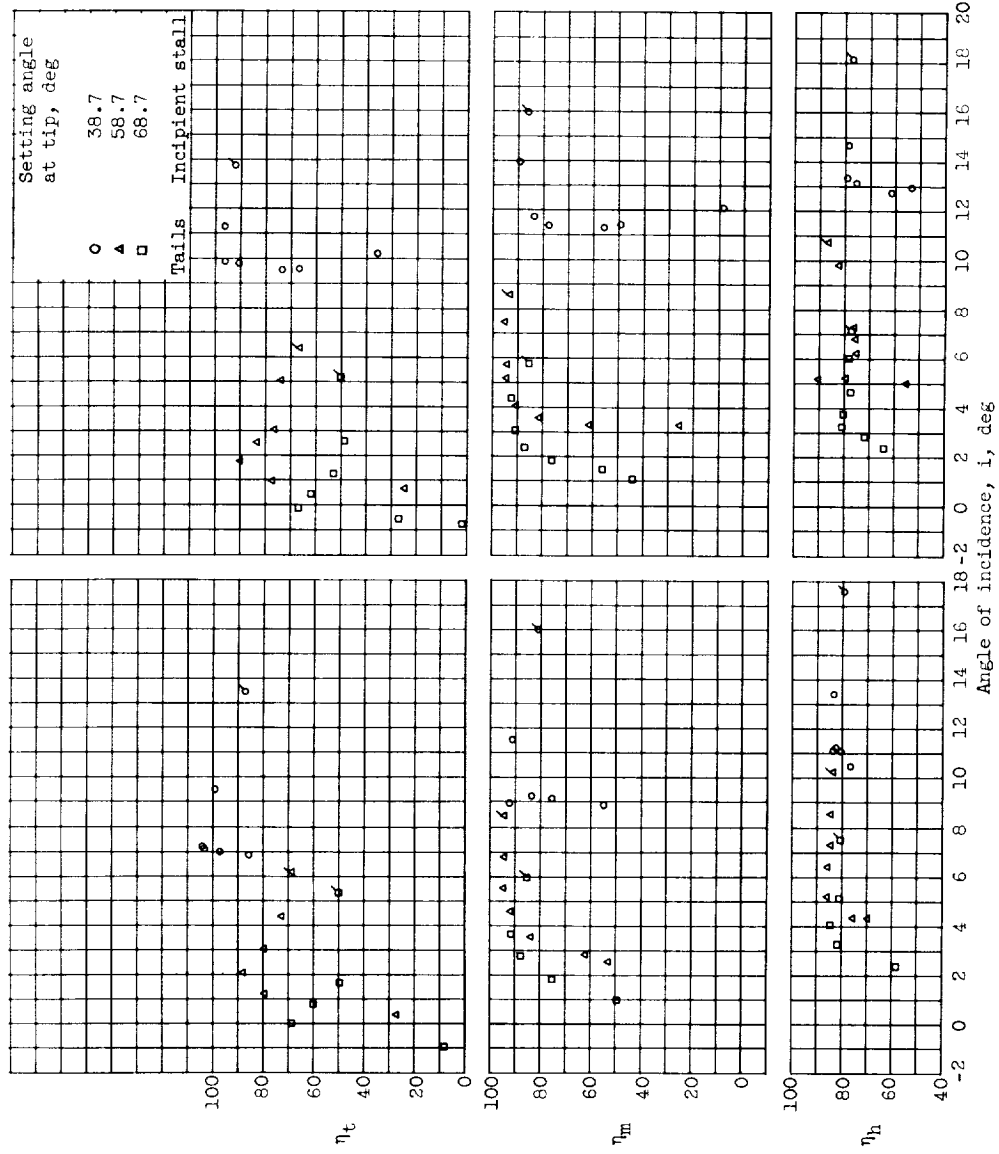 Setting angle
at tip, deg
○ 38.7
△ 58.7
□ 68.7
Tails Incipient stall
100
80
60
40
20
0
η_t
100
80
60
40
20
0
η_m
100
80
60
40
η_h
-2 0 2 4 6 8 10 12 14 16 18
-2 0 2 4 6 8 10 12 14 16 18 20
Angle of incidence, i, deg